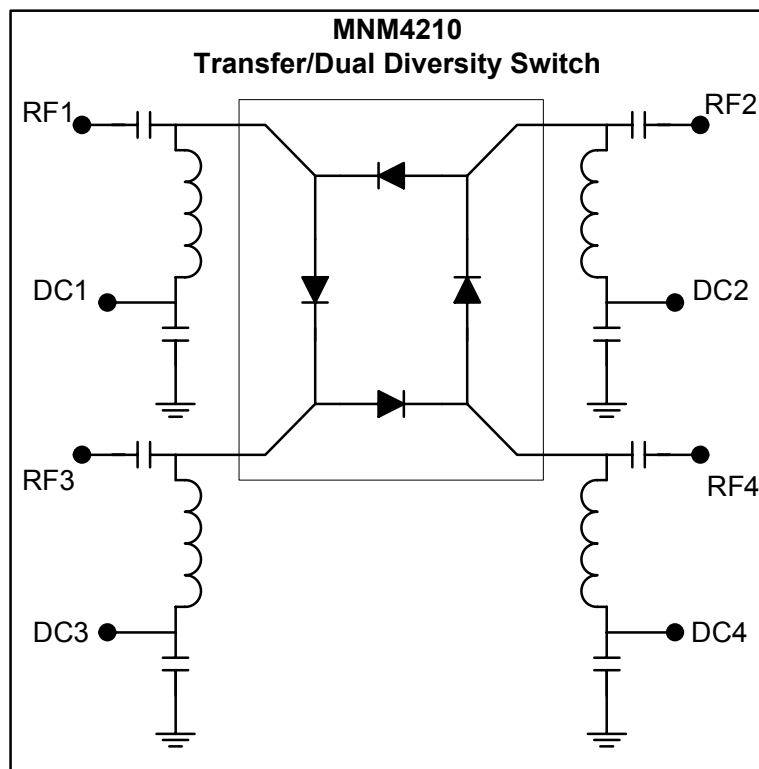 MNM4210
Transfer/Dual Diversity Switch
RF1
RF2
DC1
DC2
RF3
RF4
DC3
DC4